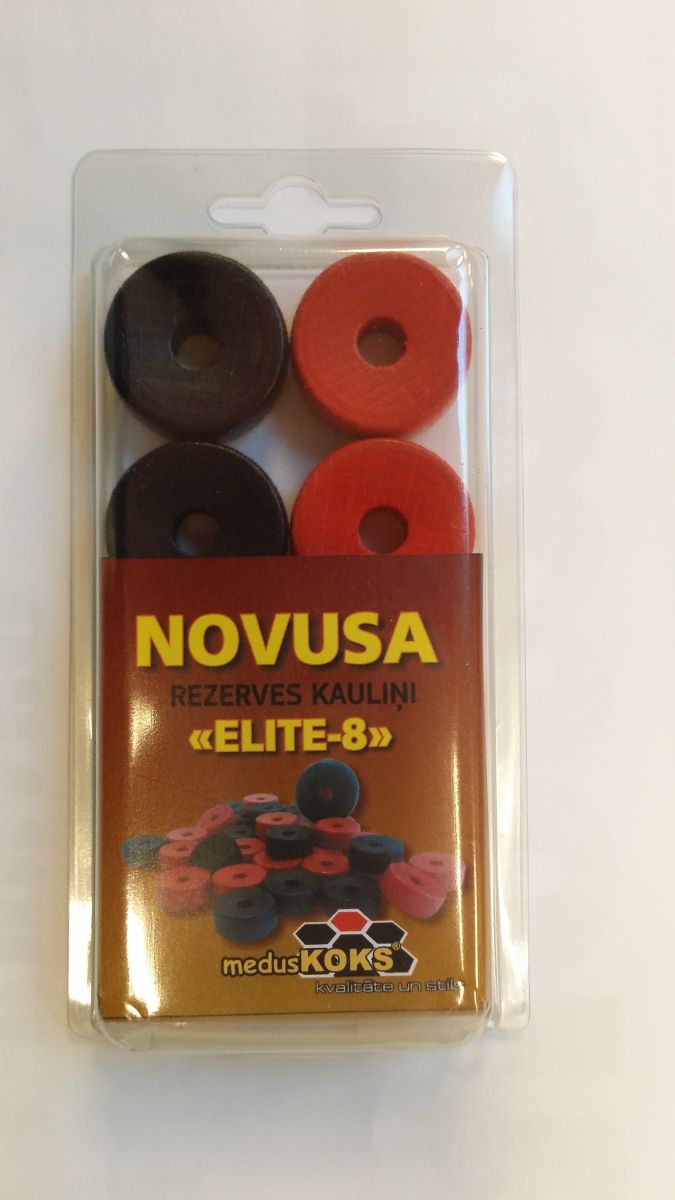 NOVUSA
REZERVES KAULIŅI
«ELITE-8»
medusKOKS®
kvalitāte un stils